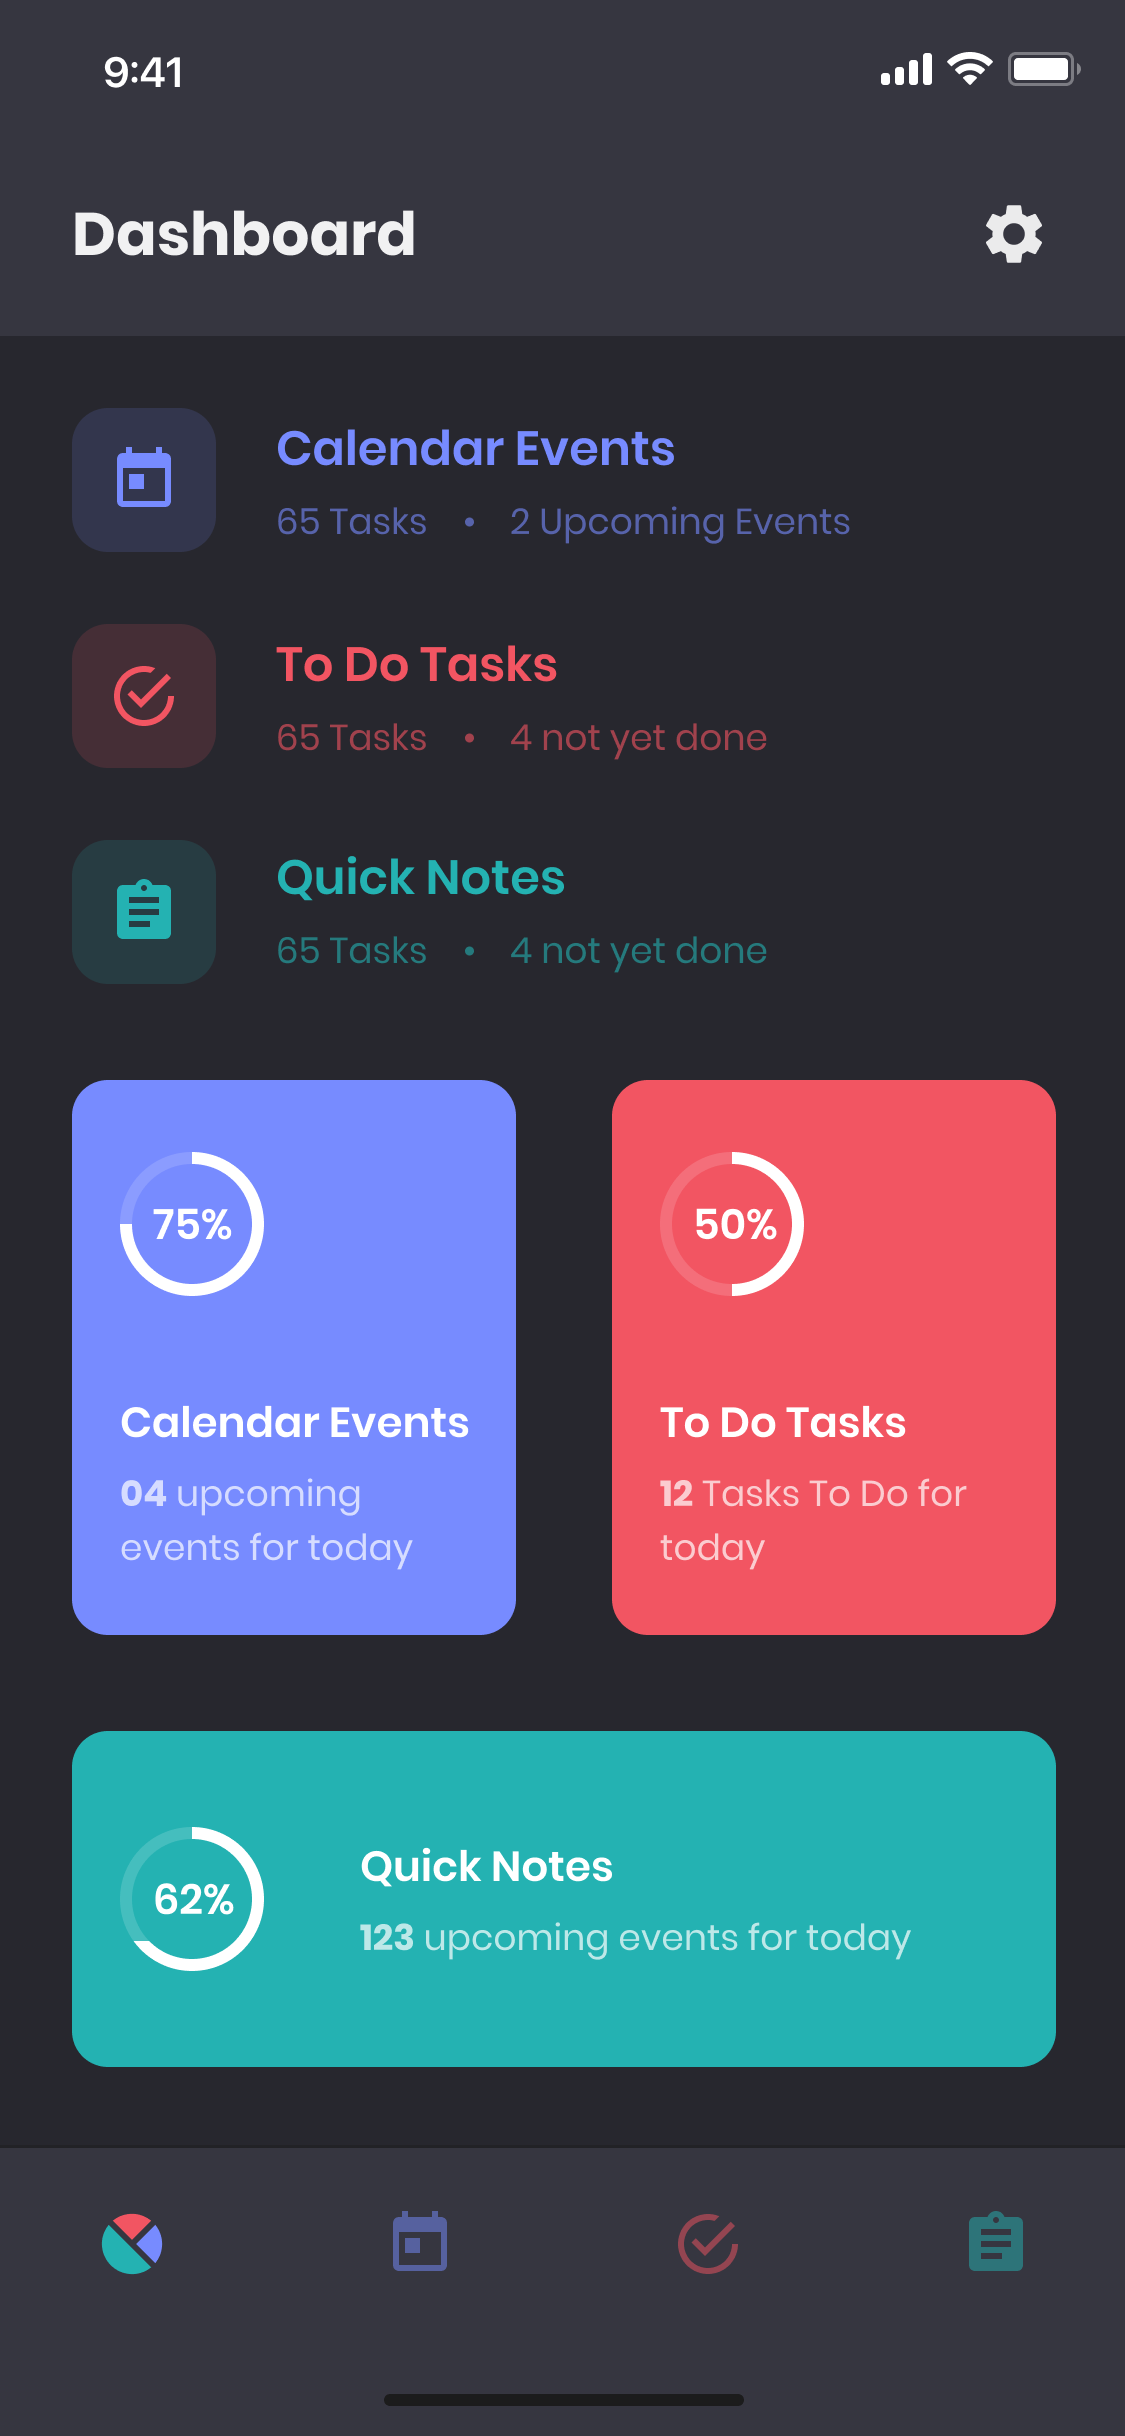 9:41
Dashboard
Calendar Events
65 Tasks • 2 Upcoming Events
To Do Tasks
65 Tasks • 4 not yet done
Quick Notes
65 Tasks • 4 not yet done
75%
Calendar Events
04 upcoming
events for today
50%
To Do Tasks
12 Tasks To Do for
today
62%
Quick Notes
123 upcoming events for today